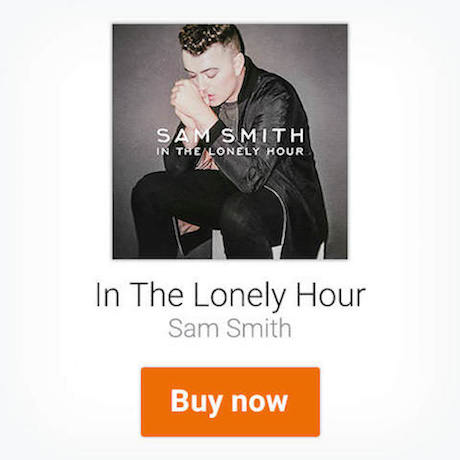 SAM SMITH
IN THE LONELY HOUR
In The Lonely Hour
Sam Smith
Buy now